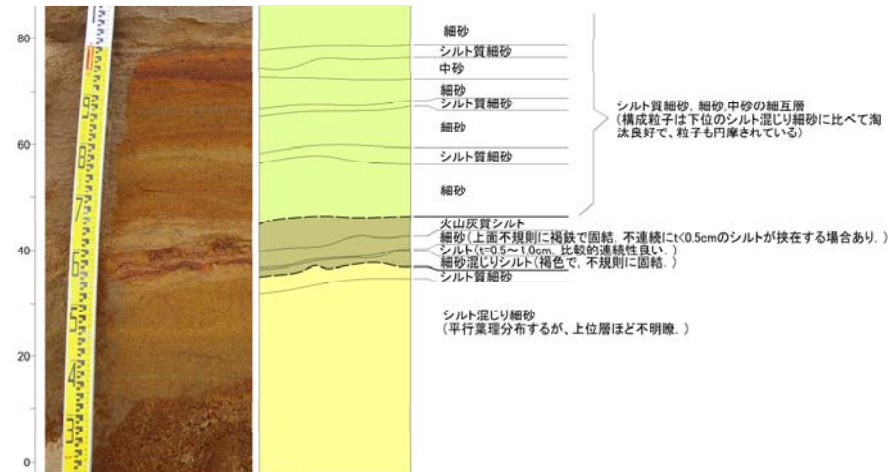 80
60
40
20
0
細砂
シルト質細砂
中砂
細砂
シルト質細砂
細砂
シルト質細砂
細砂
火山灰質シルト
細砂(上面不規則に褐鉄で固結. 不連続にt<0.5cmのシルトが挟在する場合あり. )
シルト(t=0.5~1.0cm. 比較的連続性良い. )
細砂混じりシルト(褐色で, 不規則に固結. )
シルト質細砂
シルト混じり細砂
(平行葉理分布するが、上位層ほど不明瞭. )
シルト質細砂, 細砂,中砂の細互層
(構成粒子は下位のシルト混じり細砂に比べて淘
汰良好で、粒子も円摩されている)